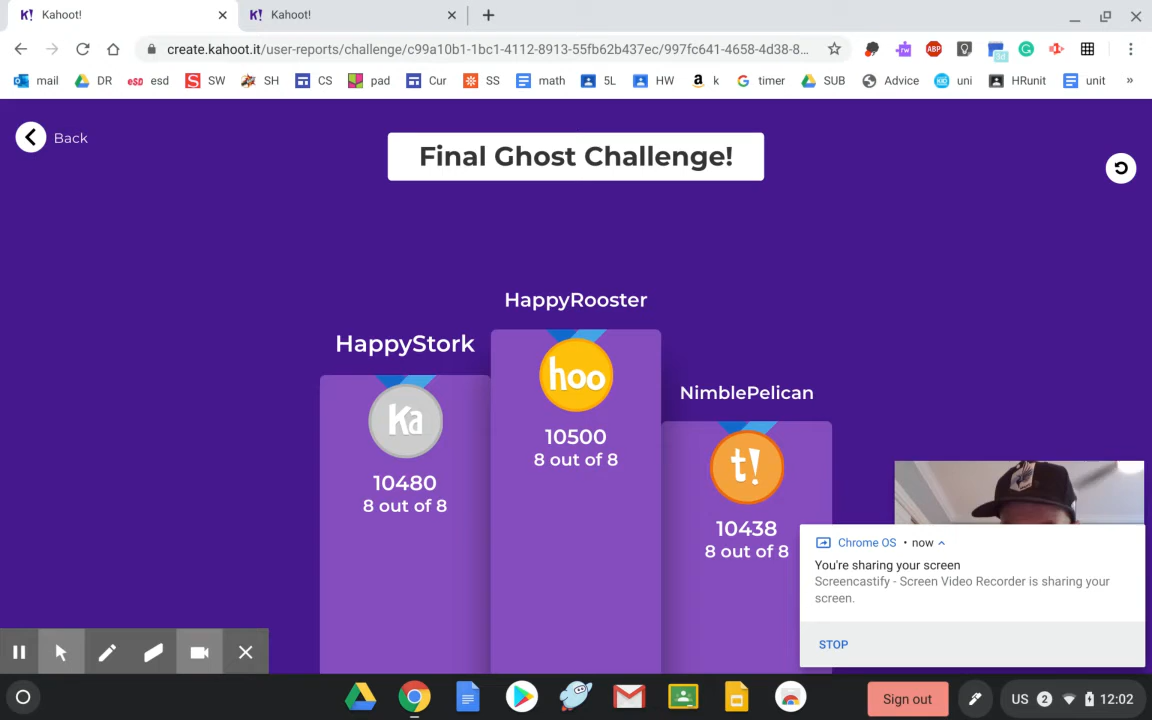 K! Kahoot!
K! Kahoot!
create.kahoot.it/user-reports/challenge/c99a10b1-1bc1-4112-8913-55fb62b437ec/997fc641-4658-4d38-8...
mail DR esd esd S SW SH CS pad Cur SS math 5L HW a k G timer SUB Advice uni HRunit unit »
Back
Final Ghost Challenge!
HappyRooster
HappyStork
hoo
NimblePelican
Ka
10500
8 out of 8
t!
10480
8 out of 8
10438
8 out of 8
Chrome OS • now
You're sharing your screen
Screencastify - Screen Video Recorder is sharing your
screen.
STOP
Sign out
US 2 12:02